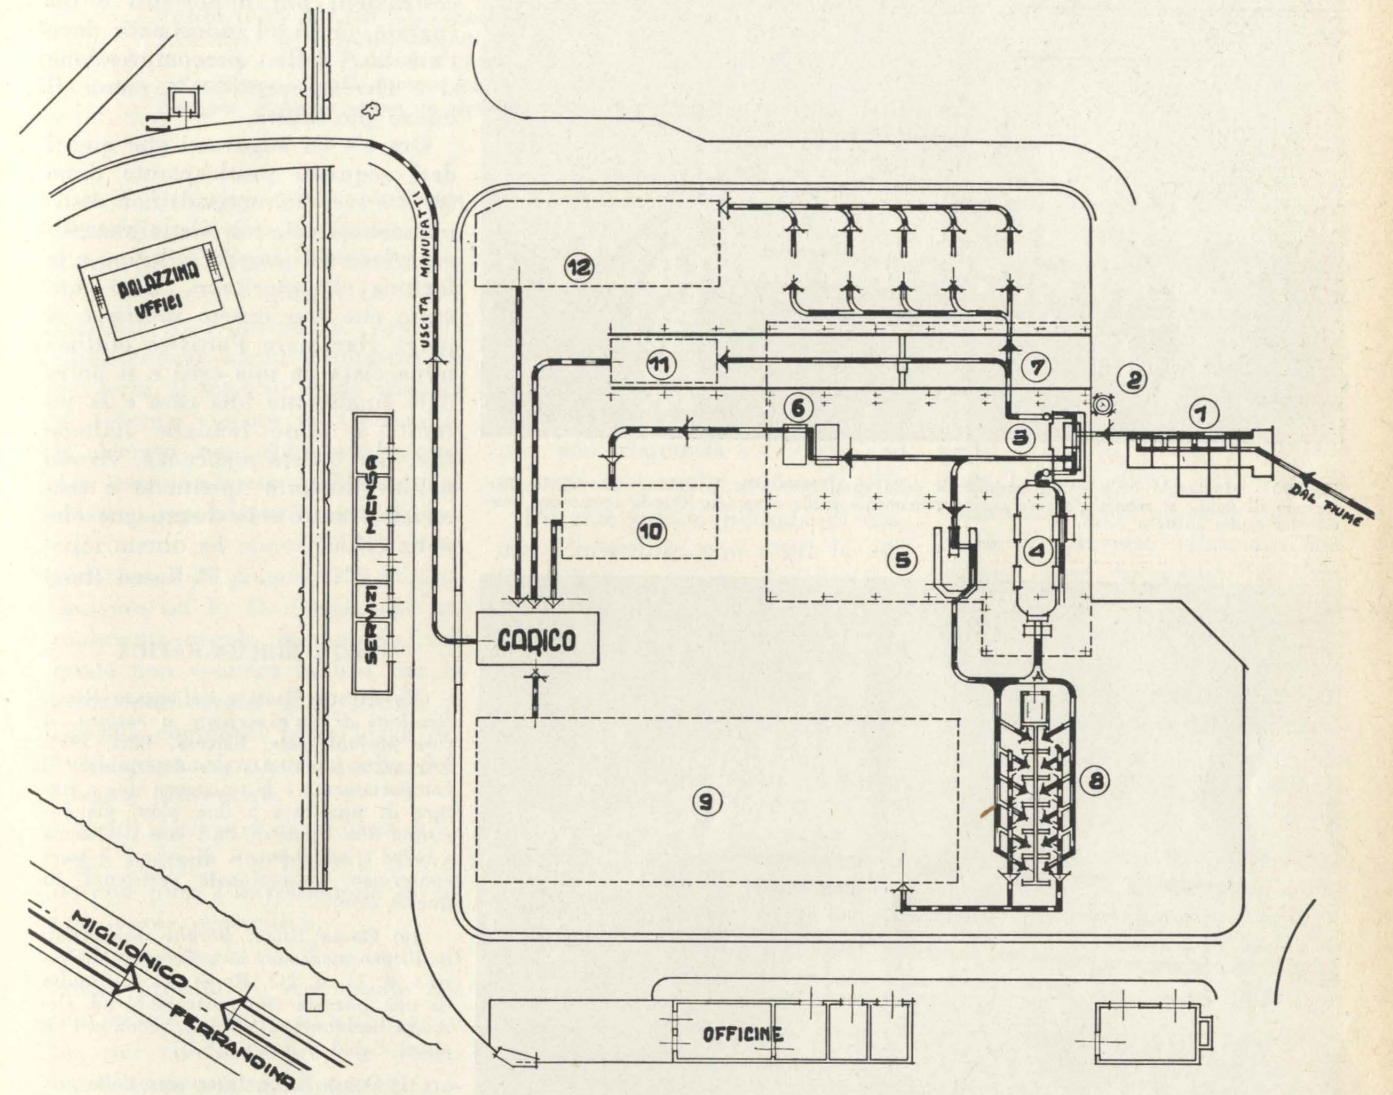 PALAZZINA
UFFICI
USCITA MANUFATTI
12
11
7
2
6
3
1
DAL FIUME
MENSA
10
5
4
SERVIZI
CARICO
9
8
MIGLIONICO
FERRANDINA
OFFICINE